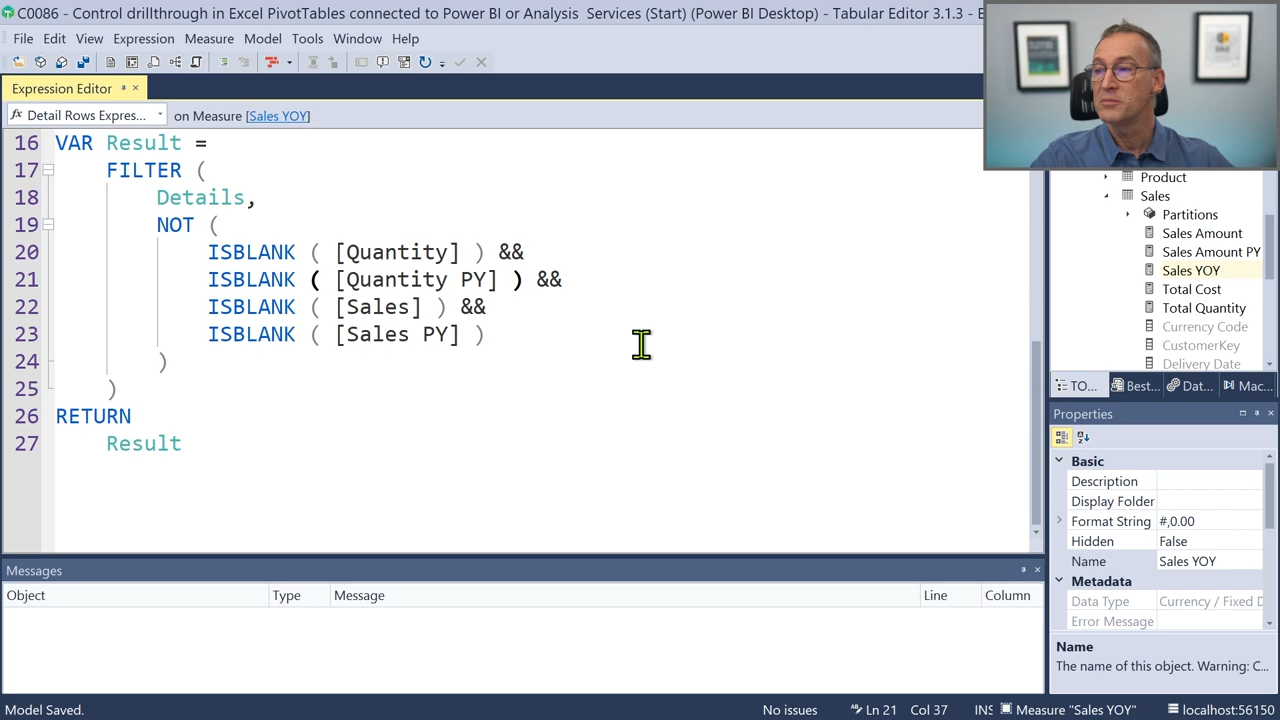 C0086 - Control drillthrough in Excel PivotTables connected to Power BI or Analysis Services (Start) (Power BI Desktop) - Tabular Editor 3.1.3 - E
File Edit View Expression Measure Model Tools Window Help
Expression Editor
fx Detail Rows Expres... on Measure [Sales YOY]
16 VAR Result =
17 FILTER (
18 Details,
19 NOT (
20 ISBLANK ( [Quantity] ) &&
21 ISBLANK ( [Quantity PY] ) &&
22 ISBLANK ( [Sales] ) &&
23 ISBLANK ( [Sales PY] )
24 )
25 )
26 RETURN
27 Result
Product
Sales
Partitions
Sales Amount
Sales Amount PY
Sales YOY
Total Cost
Total Quantity
Currency Code
CustomerKey
Delivery Date
TO... Best... Dat... Mac...
Properties
Basic
Description
Display Folder
Format String #,0.00
Hidden False
Name Sales YOY
Metadata
Data Type Currency / Fixed D
Error Message
Name
The name of this object. Warning: C...
Messages
Object Type Message Line Column
Model Saved. No issues Ln 21 Col 37 INS Measure "Sales YOY" localhost:56150